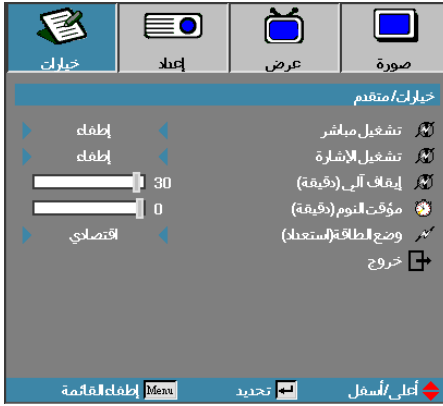 صورة عرض إعداد خيارات
خيارات/متقدم
تشغيل مباشر إطفاء
تشغيل الإشارة إطفاء
إيقاف آلي(دقيقة) 30
مؤقت النوم(دقيقة) 0
وضع الطاقة(استعداد) اقتصادي
خروج
أعلى/أسفل تحديد Menu إطفاء القائمة